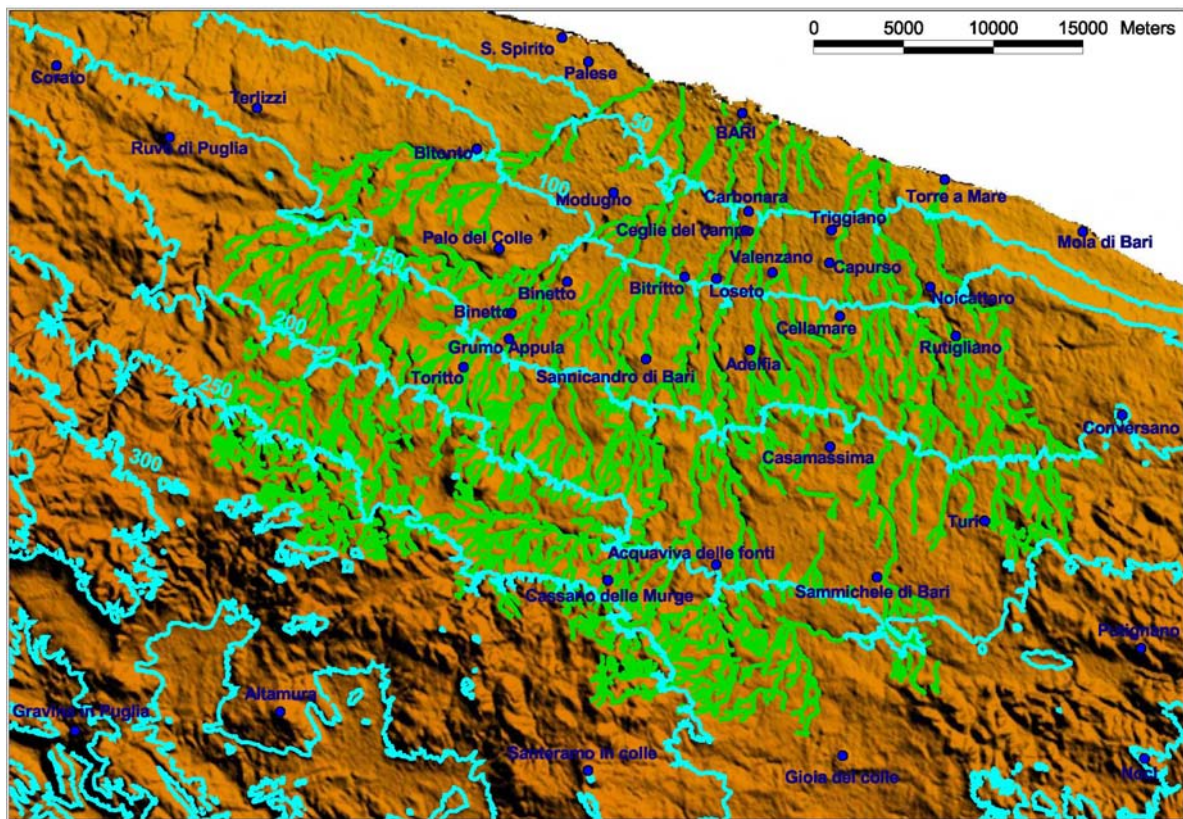 0 5000 10000 15000 Meters
S. Spirito
Palese
Corato
Terlizzi
BARI
50
Ruvo di Puglia
Bitonto
100
Modugno
Carbonara
Torre a Mare
Ceglie del Campo
Triggiano
Mola di Bari
Palo del Colle
150
Valenzano
Capurso
Binetto
Bitritto
Loseto
Noicattaro
Binetto
200
Cellamare
Grumo Appula
Rutigliano
Toritto
Sannicandro di Bari
Adelfia
250
Conversano
300
Casamassima
Turi
Acquaviva delle fonti
Cassano delle Murge
Sammichele di Bari
Putignano
Altamura
Gravina in Puglia
Santeramo in colle
Gioia del colle
Noci